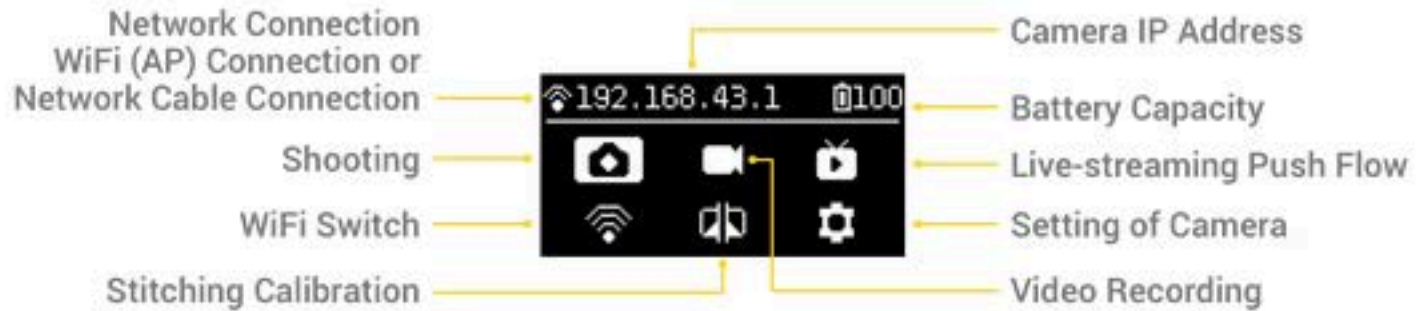 Network Connection
WiFi (AP) Connection or
Network Cable Connection
Shooting
WiFi Switch
Stitching Calibration
192.168.43.1 100
Camera IP Address
Battery Capacity
Live-streaming Push Flow
Setting of Camera
Video Recording